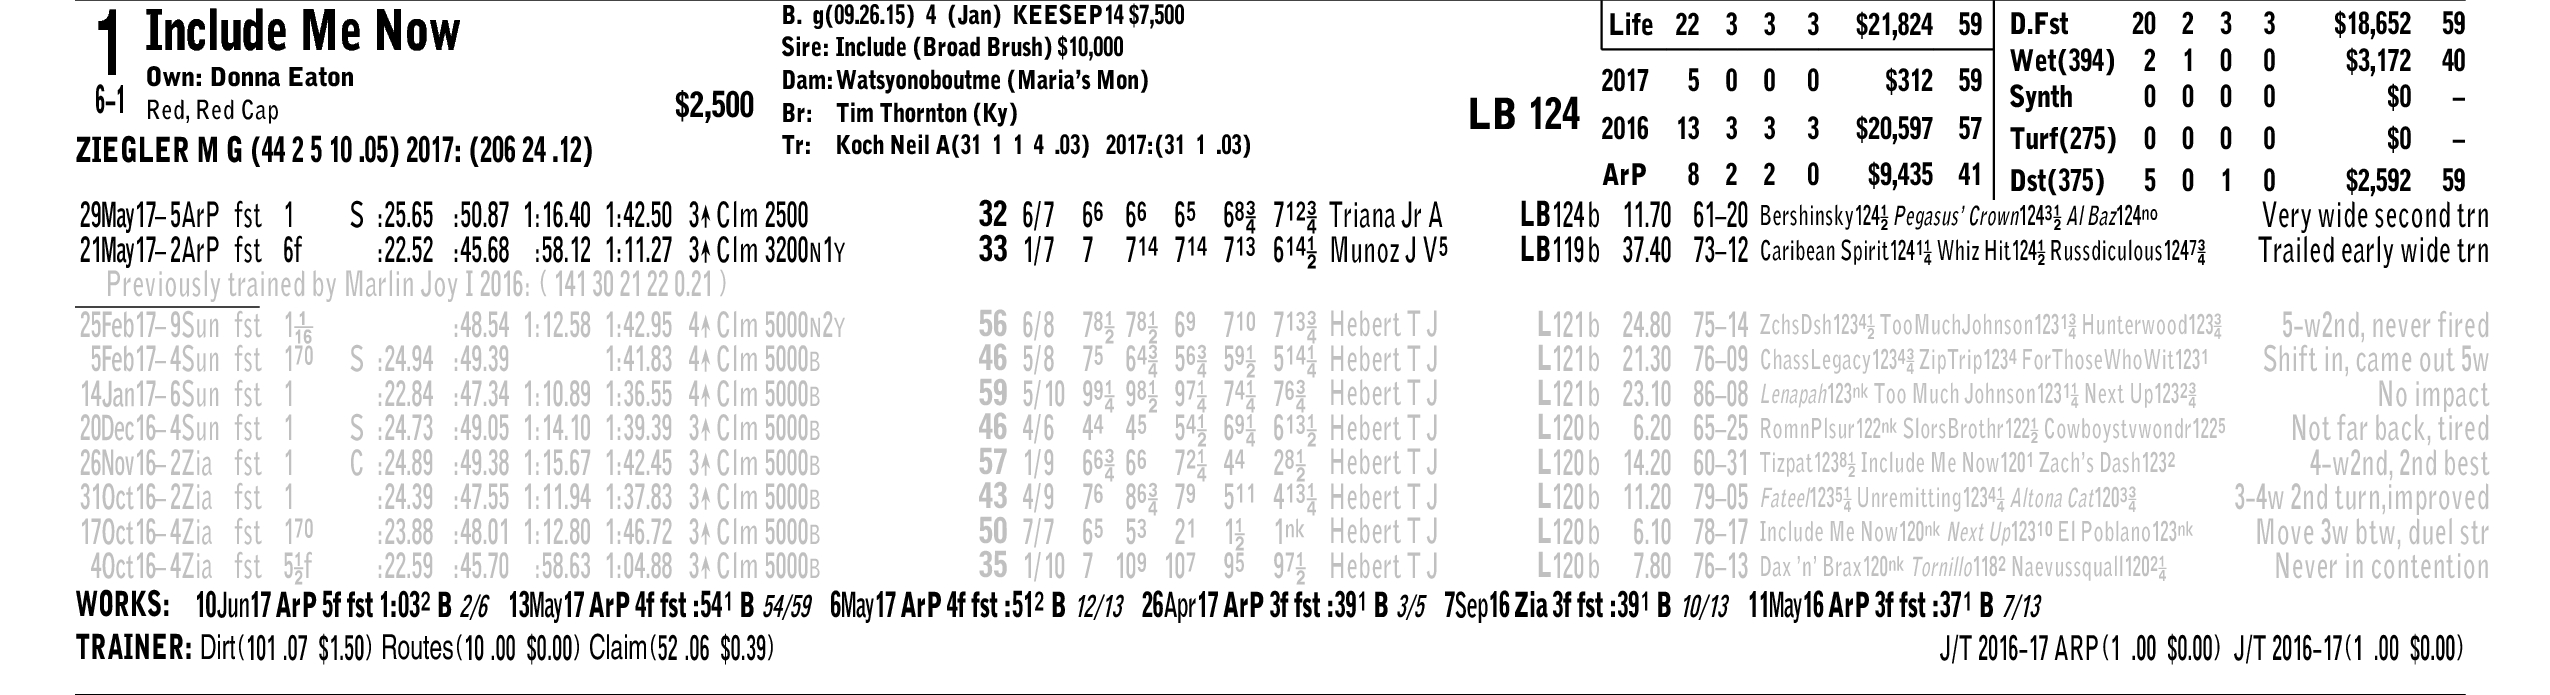 1 Include Me Now
Own: Donna Eaton
6–1 Red, Red Cap $2,500
ZIEGLER M G (44 2 5 10 .05) 2017: (206 24 .12)
B. g(09.26.15) 4 (Jan) KEESEP14 $7,500
Sire: Include (Broad Brush) $10,000
Dam: Watsyonoboutme (Maria's Mon)
Br: Tim Thornton (Ky)
Tr: Koch Neil A(31 1 1 4 .03) 2017:(31 1 .03)
LB 124
Life 22 3 3 3 $21,824 59
2017 5 0 0 0 $312 59
2016 13 3 3 3 $20,597 57
ArP 8 2 2 0 $9,435 41
D.Fst 20 2 3 3 $18,652 59
Wet(394) 2 1 0 0 $3,172 40
Synth 0 0 0 0 $0 –
Turf(275) 0 0 0 0 $0 –
Dst(375) 5 0 1 0 $2,592 59
29May17–5ArP fst 1 S :25.65 :50.87 1:16.40 1:42.50 3↑ Clm 2500 32 6/7 6⁶ 6⁶ 6⁵ 6⁸¾ 7¹²¾ Triana Jr A LB124b 11.70 61–20 Bershinsky124½ Pegasus' Crown124³½ Al Baz124ⁿᵒ Very wide second trn
21May17–2ArP fst 6f :22.52 :45.68 :58.12 1:11.27 3↑ Clm 3200N1Y 33 1/7 7 7¹⁴ 7¹⁴ 7¹³ 6¹⁴½ Munoz J V⁵ LB119b 37.40 73–12 Caribean Spirit124¹¼ Whiz Hit124½ Russdiculous124⁷¾ Trailed early wide trn
Previously trained by Marlin Joy I 2016: ( 141 30 21 22 0.21 )
25Feb17–9Sun fst 1 1/16 :48.54 1:12.58 1:42.95 4↑ Clm 5000N2Y 56 6/8 7⁸½ 7⁸½ 6⁹ 7¹⁰ 7¹³¾ Hebert T J L121b 24.80 75–14 ZchsDsh123⁴½ TooMuchJohnson123¹¾ Hunterwood123¾ 5-w2nd, never fired
5Feb17–4Sun fst 1⁷⁰ S :24.94 :49.39 1:41.83 4↑ Clm 5000B 46 5/8 7⁵ 6⁴¾ 5⁶¾ 5⁹½ 5¹⁴¼ Hebert T J L121b 21.30 76–09 ChassLegacy123⁴¾ ZipTrip123⁴ ForThoseWhoWit123¹ Shift in, came out 5w
14Jan17–6Sun fst 1 :22.84 :47.34 1:10.89 1:36.55 4↑ Clm 5000B 59 5/10 9⁹¼ 9⁸½ 9⁷¼ 7⁴¼ 7⁶¾ Hebert T J L121b 23.10 86–08 Lenapah123ⁿᵏ Too Much Johnson123¹¼ Next Up123²¾ No impact
20Dec16–4Sun fst 1 S :24.73 :49.05 1:14.10 1:39.39 3↑ Clm 5000B 46 4/6 4⁴ 4⁵ 5⁴½ 6⁹¼ 6¹³½ Hebert T J L120b 6.20 65–25 RomnPlsur122ⁿᵏ SlorsBrothr122½ Cowboystvwondr122⁵ Not far back, tired
26Nov16–2Zia fst 1 C :24.89 :49.38 1:15.67 1:42.45 3↑ Clm 5000B 57 1/9 6⁶¾ 6⁶ 7²¼ 4⁴ 2⁸½ Hebert T J L120b 14.20 60–31 Tizpat123⁸½ Include Me Now120¹ Zach's Dash123² 4-w2nd, 2nd best
31Oct16–2Zia fst 1 :24.39 :47.55 1:11.94 1:37.83 3↑ Clm 5000B 43 4/9 7⁶ 8⁶¾ 7⁹ 5¹¹ 4¹³¼ Hebert T J L120b 11.20 79–05 Fateel123⁵¼ Unremitting123⁴¼ Altona Cat120³¾ 3-4w 2nd turn,improved
17Oct16–4Zia fst 1⁷⁰ :23.88 :48.01 1:12.80 1:46.72 3↑ Clm 5000B 50 7/7 6⁵ 5³ 2¹ 1½ 1ⁿᵏ Hebert T J L120b 6.10 78–17 Include Me Now120ⁿᵏ Next Up123¹⁰ El Poblano123ⁿᵏ Move 3w btw, duel str
4Oct16–4Zia fst 5½f :22.59 :45.70 :58.63 1:04.88 3↑ Clm 5000B 35 1/10 7 10⁹ 10⁷ 9⁵ 9⁷½ Hebert T J L120b 7.80 76–13 Dax 'n' Brax120ⁿᵏ Tornillo118² Naevussquall120²¼ Never in contention
WORKS: 10Jun17 ArP 5f fst 1:03² B 2/6 13May17 ArP 4f fst :54¹ B 54/59 6May17 ArP 4f fst :51² B 12/13 26Apr17 ArP 3f fst :39¹ B 3/5 7Sep16 Zia 3f fst :39¹ B 10/13 11May16 ArP 3f fst :37¹ B 7/13
TRAINER: Dirt(101 .07 $1.50) Routes(10 .00 $0.00) Claim(52 .06 $0.39) J/T 2016–17 ARP(1 .00 $0.00) J/T 2016–17(1 .00 $0.00)